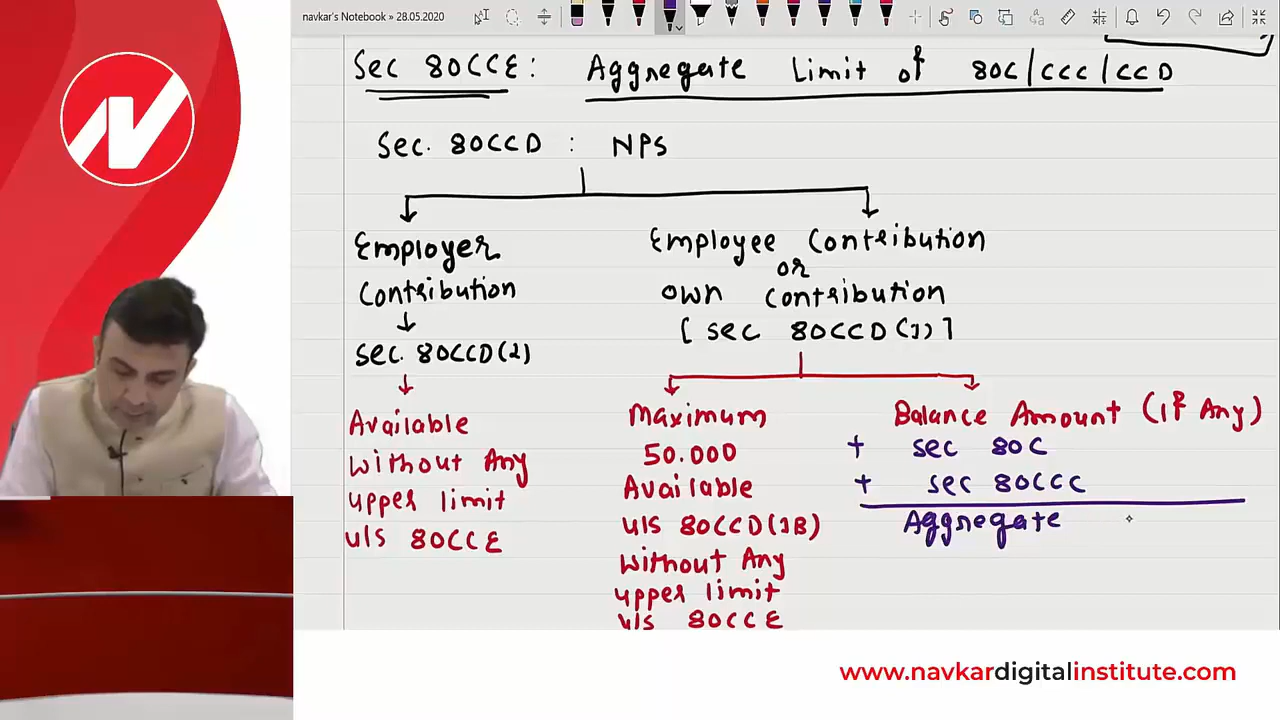 navkar's Notebook » 28.05.2020
Sec 80CCE: Aggregate Limit of 80C/CCC/CCD
Sec. 80CCD : NPS
Employer
Contribution
Sec. 80CCD(2)
Available
without Any
upper limit
u/s 80CCE
Employee Contribution
or
own Contribution
[ Sec 80CCD(1) ]
Maximum
50.000
Available
u/s 80CCD(1B)
without Any
upper limit
u/s 80CCE
Balance Amount (if Any)
+ sec 80C
+ sec 80CCC
Aggregate
www.navkardigitalinstitute.com